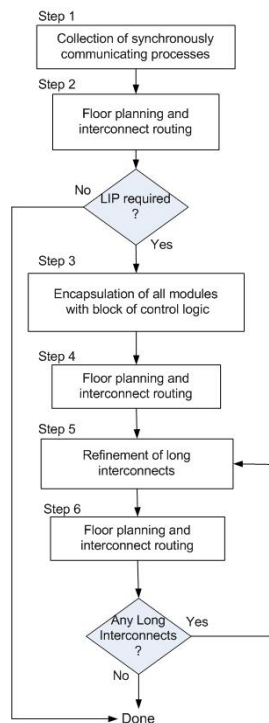 Step 1
Collection of synchronously
communicating processes
Step 2
Floor planning and
interconnect routing
No
LIP required
?
Yes
Step 3
Encapsulation of all modules
with block of control logic
Step 4
Floor planning and
interconnect routing
Step 5
Refinement of long
interconnects
Step 6
Floor planning and
interconnect routing
Any Long
Interconnects
?
Yes
No
Done